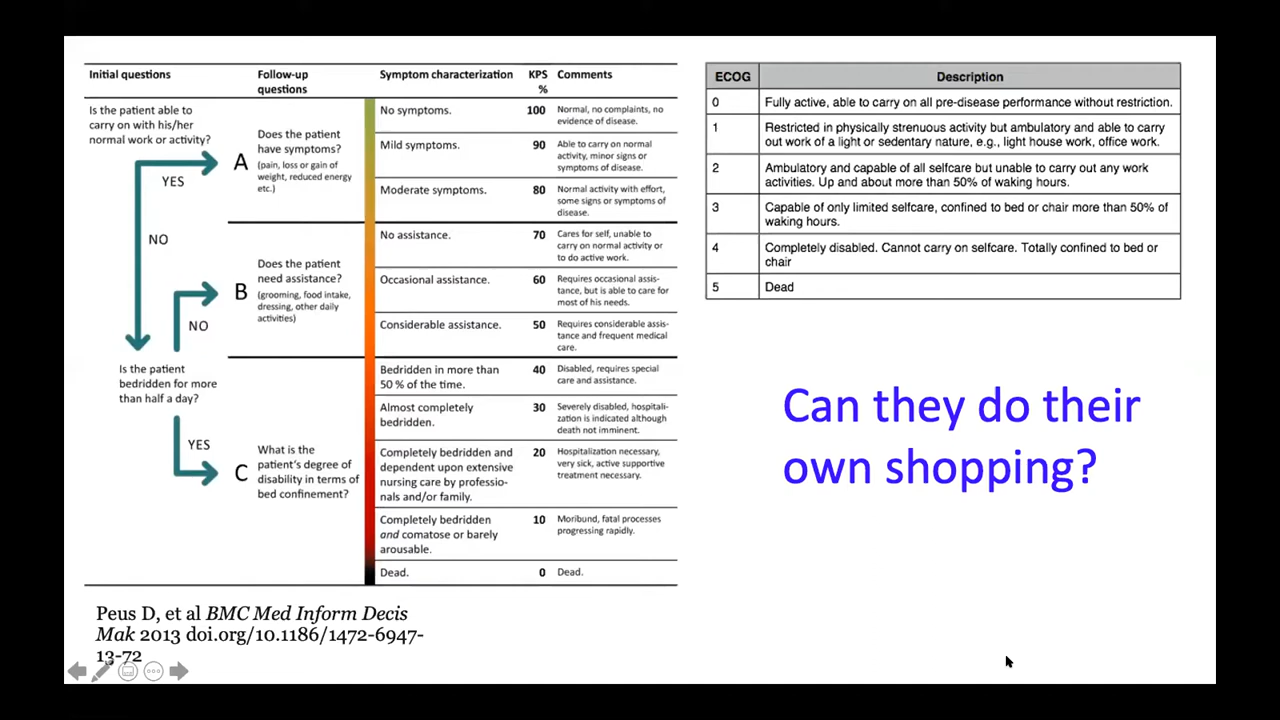 Initial questions
Follow-up
questions
Symptom characterization
KPS
%
Comments
Is the patient able to
carry on with his/her
normal work or activity?
YES
NO
A
Does the patient
have symptoms?
(pain, loss or gain of
weight, reduced energy
etc.)
No symptoms.
100
Normal, no complaints, no
evidence of disease.
Mild symptoms.
90
Able to carry on normal
activity, minor signs or
symptoms of disease.
Moderate symptoms.
80
Normal activity with effort,
some signs or symptoms of
disease.
B
Does the patient
need assistance?
(grooming, food intake,
dressing, other daily
activities)
NO
No assistance.
70
Cares for self, unable to
carry on normal activity or
to do active work.
Occasional assistance.
60
Requires occasional assis-
tance, but is able to care for
most of his needs.
Considerable assistance.
50
Requires considerable assis-
tance and frequent medical
care.
Is the patient
bedridden for more
than half a day?
YES
C
What is the
patient's degree of
disability in terms of
bed confinement?
Bedridden in more than
50 % of the time.
40
Disabled, requires special
care and assistance.
Almost completely
bedridden.
30
Severely disabled, hospitali-
zation is indicated although
death not imminent.
Completely bedridden and
dependent upon extensive
nursing care by professio-
nals and/or family.
20
Hospitalization necessary,
very sick, active supportive
treatment necessary.
Completely bedridden
and comatose or barely
arousable.
10
Moribund, fatal processes
progressing rapidly.
Dead.
0
Dead.
Peus D, et al BMC Med Inform Decis
Mak 2013 doi.org/10.1186/1472-6947-
13-72
ECOG
Description
0
Fully active, able to carry on all pre-disease performance without restriction.
1
Restricted in physically strenuous activity but ambulatory and able to carry
out work of a light or sedentary nature, e.g., light house work, office work.
2
Ambulatory and capable of all selfcare but unable to carry out any work
activities. Up and about more than 50% of waking hours.
3
Capable of only limited selfcare, confined to bed or chair more than 50% of
waking hours.
4
Completely disabled. Cannot carry on selfcare. Totally confined to bed or
chair
5
Dead
Can they do their
own shopping?